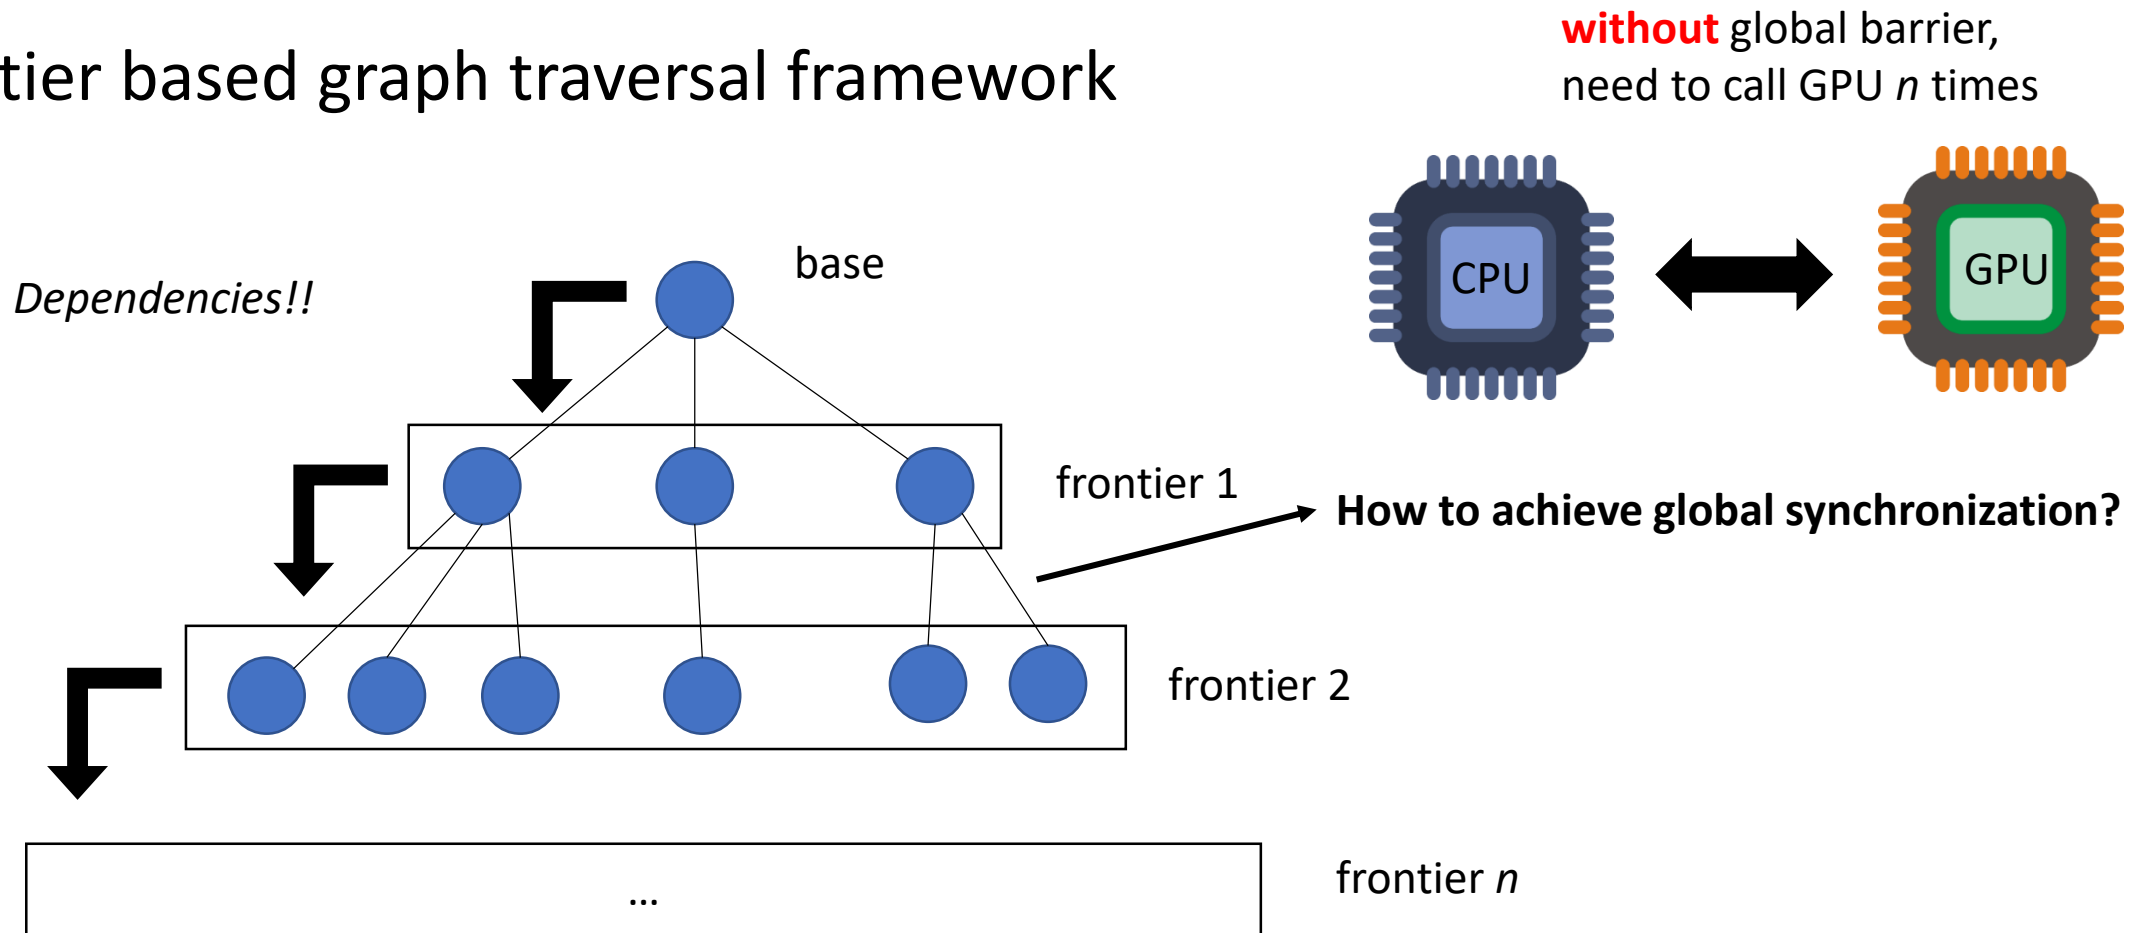 tier based graph traversal framework
without global barrier,
need to call GPU n times
CPU
GPU
Dependencies!!
base
frontier 1
How to achieve global synchronization?
frontier 2
...
frontier n